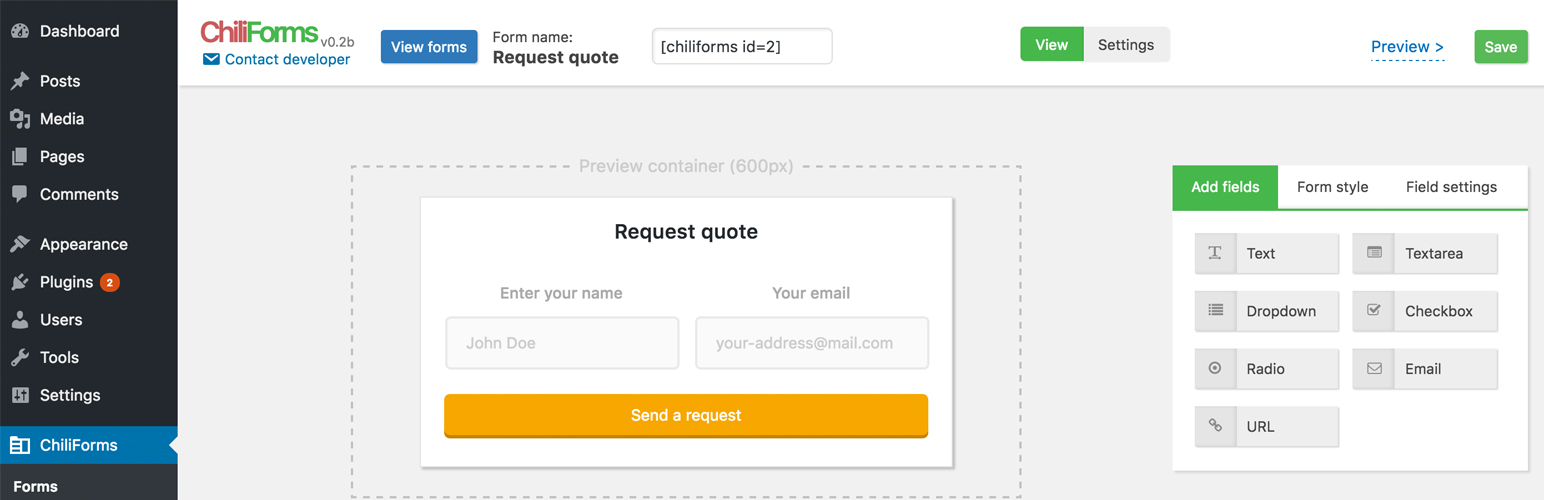 Dashboard
Posts
Media
Pages
Comments
Appearance
Plugins 2
Users
Tools
Settings
ChiliForms
Forms
ChiliForms v0.2b
Contact developer
View forms
Form name:
Request quote
[chiliforms id=2]
View Settings
Preview >
Save
Preview container (600px)
Request quote
Enter your name Your email
John Doe your-address@mail.com
Send a request
Add fields Form style Field settings
Text Textarea
Dropdown Checkbox
Radio Email
URL